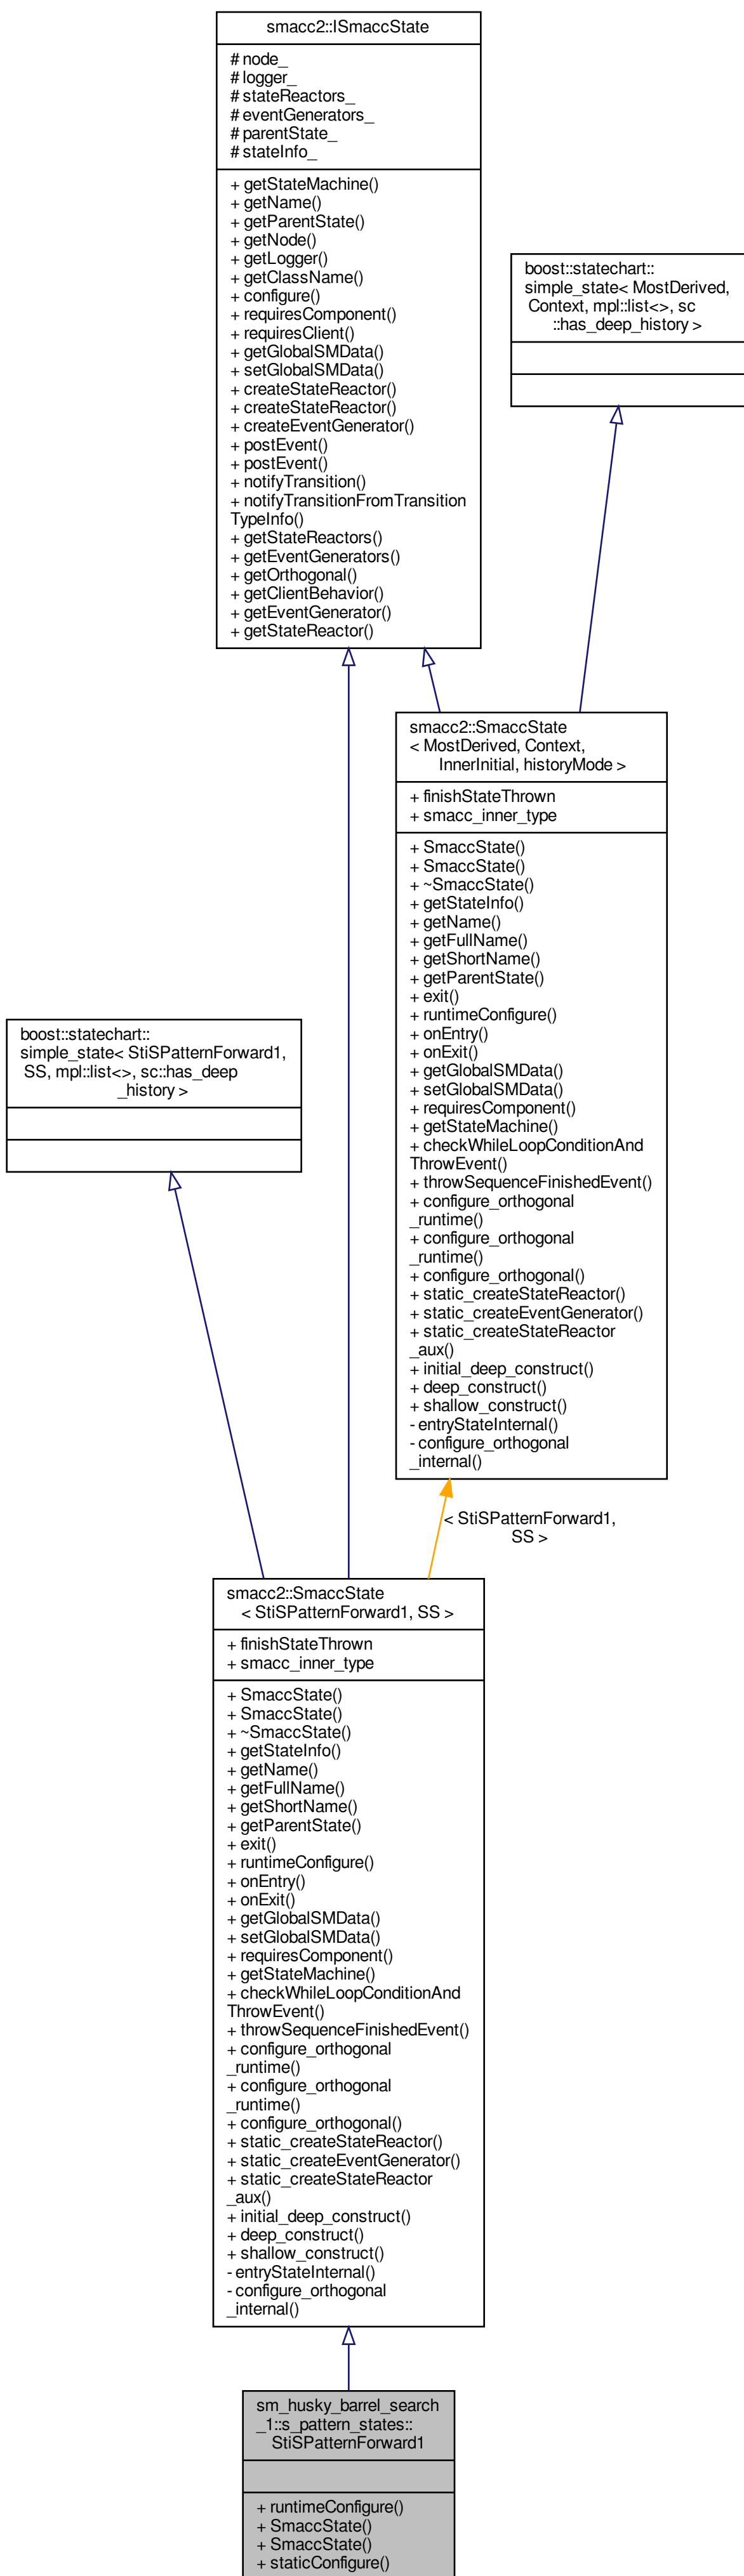 smacc2::ISmaccState
# node_
# logger_
# stateReactors_
# eventGenerators_
# parentState_
# stateInfo_
+ getStateMachine()
+ getName()
+ getParentState()
+ getNode()
+ getLogger()
+ getClassName()
+ configure()
+ requiresComponent()
+ requiresClient()
+ getGlobalSMData()
+ setGlobalSMData()
+ createStateReactor()
+ createStateReactor()
+ createEventGenerator()
+ postEvent()
+ postEvent()
+ notifyTransition()
+ notifyTransitionFromTransition
TypeInfo()
+ getStateReactors()
+ getEventGenerators()
+ getOrthogonal()
+ getClientBehavior()
+ getEventGenerator()
+ getStateReactor()
boost::statechart::
simple_state< MostDerived,
Context, mpl::list<>, sc
::has_deep_history >
smacc2::SmaccState
< MostDerived, Context,
InnerInitial, historyMode >
+ finishStateThrown
+ smacc_inner_type
+ SmaccState()
+ SmaccState()
+ ~SmaccState()
+ getStateInfo()
+ getName()
+ getFullName()
+ getShortName()
+ getParentState()
+ exit()
+ runtimeConfigure()
+ onEntry()
+ onExit()
+ getGlobalSMData()
+ setGlobalSMData()
+ requiresComponent()
+ getStateMachine()
+ checkWhileLoopConditionAnd
ThrowEvent()
+ throwSequenceFinishedEvent()
+ configure_orthogonal
_runtime()
+ configure_orthogonal
_runtime()
+ configure_orthogonal()
+ static_createStateReactor()
+ static_createEventGenerator()
+ static_createStateReactor
_aux()
+ initial_deep_construct()
+ deep_construct()
+ shallow_construct()
- entryStateInternal()
- configure_orthogonal
_internal()
boost::statechart::
simple_state< StiSPatternForward1,
SS, mpl::list<>, sc::has_deep
_history >
< StiSPatternForward1,
SS >
smacc2::SmaccState
< StiSPatternForward1, SS >
+ finishStateThrown
+ smacc_inner_type
+ SmaccState()
+ SmaccState()
+ ~SmaccState()
+ getStateInfo()
+ getName()
+ getFullName()
+ getShortName()
+ getParentState()
+ exit()
+ runtimeConfigure()
+ onEntry()
+ onExit()
+ getGlobalSMData()
+ setGlobalSMData()
+ requiresComponent()
+ getStateMachine()
+ checkWhileLoopConditionAnd
ThrowEvent()
+ throwSequenceFinishedEvent()
+ configure_orthogonal
_runtime()
+ configure_orthogonal
_runtime()
+ configure_orthogonal()
+ static_createStateReactor()
+ static_createEventGenerator()
+ static_createStateReactor
_aux()
+ initial_deep_construct()
+ deep_construct()
+ shallow_construct()
- entryStateInternal()
- configure_orthogonal
_internal()
sm_husky_barrel_search
_1::s_pattern_states::
StiSPatternForward1
+ runtimeConfigure()
+ SmaccState()
+ SmaccState()
+ staticConfigure()